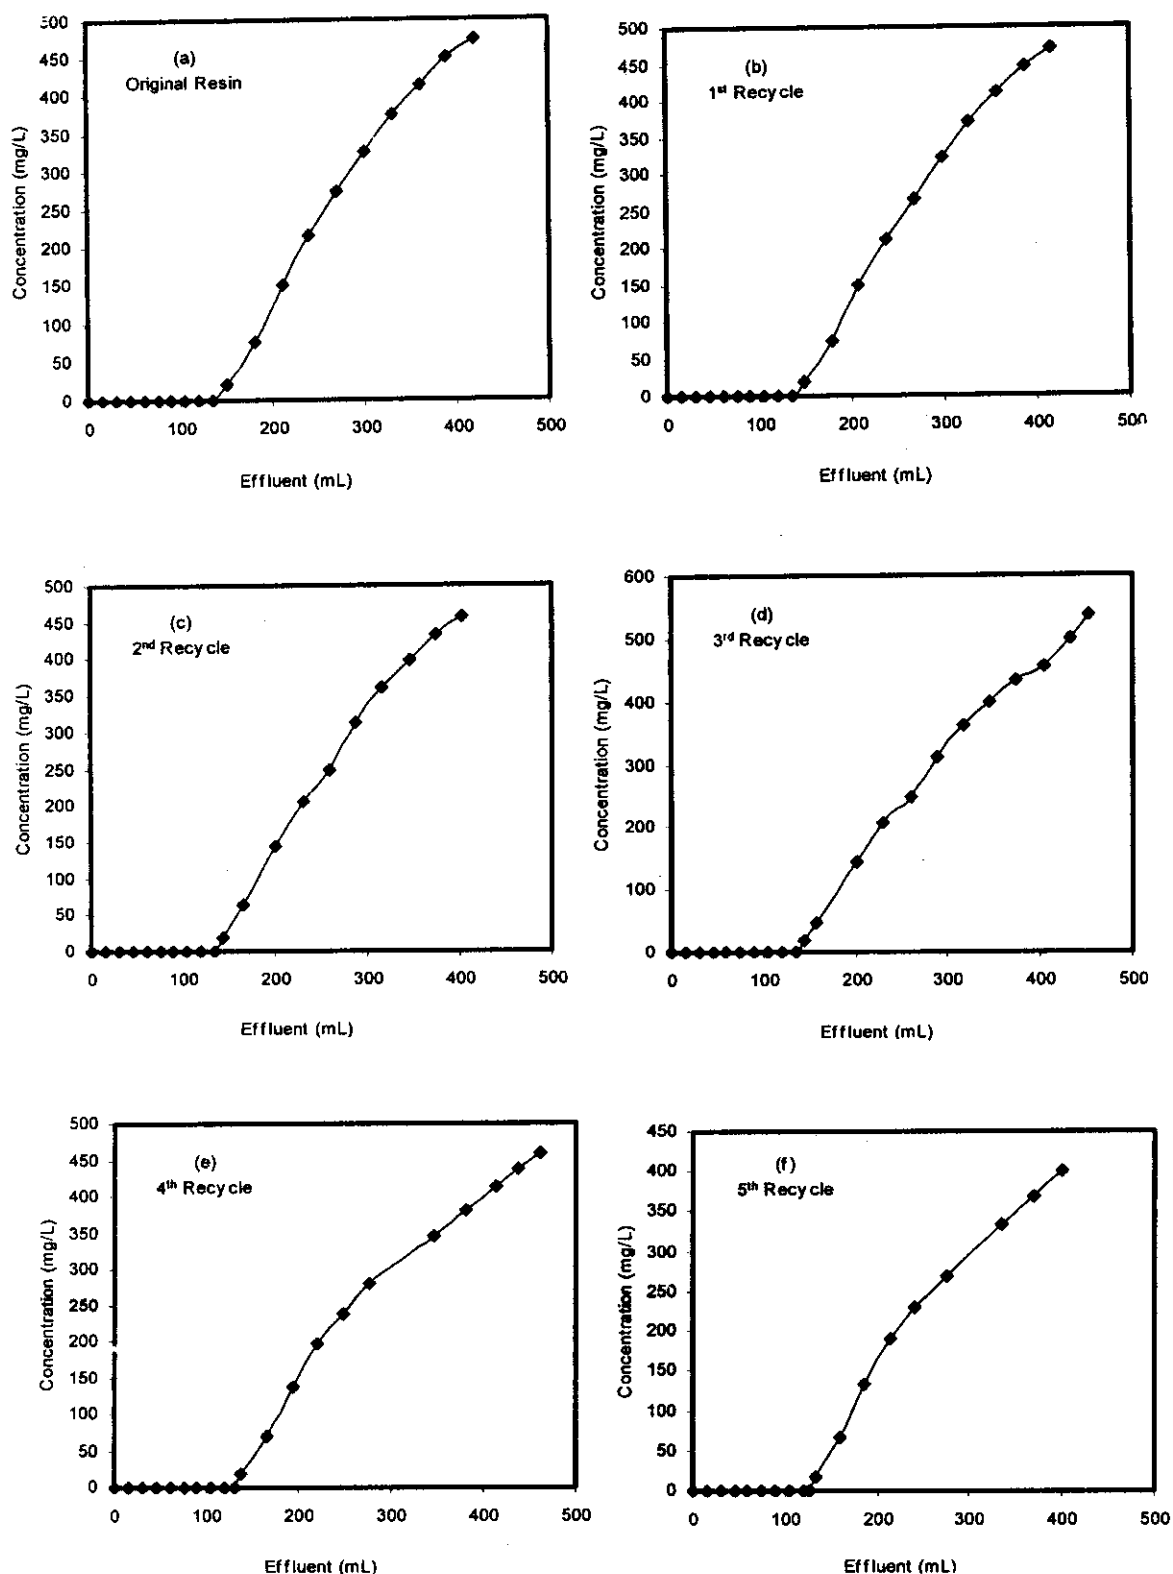 500
450
400
350
300
250
200
150
100
50
0
Concentration (mg/L)
(a)
Original Resin
0 100 200 300 400 500
Effluent (mL)
500
450
400
350
300
250
200
150
100
50
0
Concentration (mg/L)
(b)
1st Recycle
0 100 200 300 400 500
Effluent (mL)
500
450
400
350
300
250
200
150
100
50
0
Concentration (mg/L)
(c)
2nd Recycle
0 100 200 300 400 500
Effluent (mL)
600
500
400
300
200
100
0
Concentration (mg/L)
(d)
3rd Recycle
0 100 200 300 400 500
Effluent (mL)
500
450
400
350
300
250
200
150
100
50
0
Concentration (mg/L)
(e)
4th Recycle
0 100 200 300 400 500
Effluent (mL)
450
400
350
300
250
200
150
100
50
0
Concentration (mg/L)
(f)
5th Recycle
0 100 200 300 400 500
Effluent (mL)